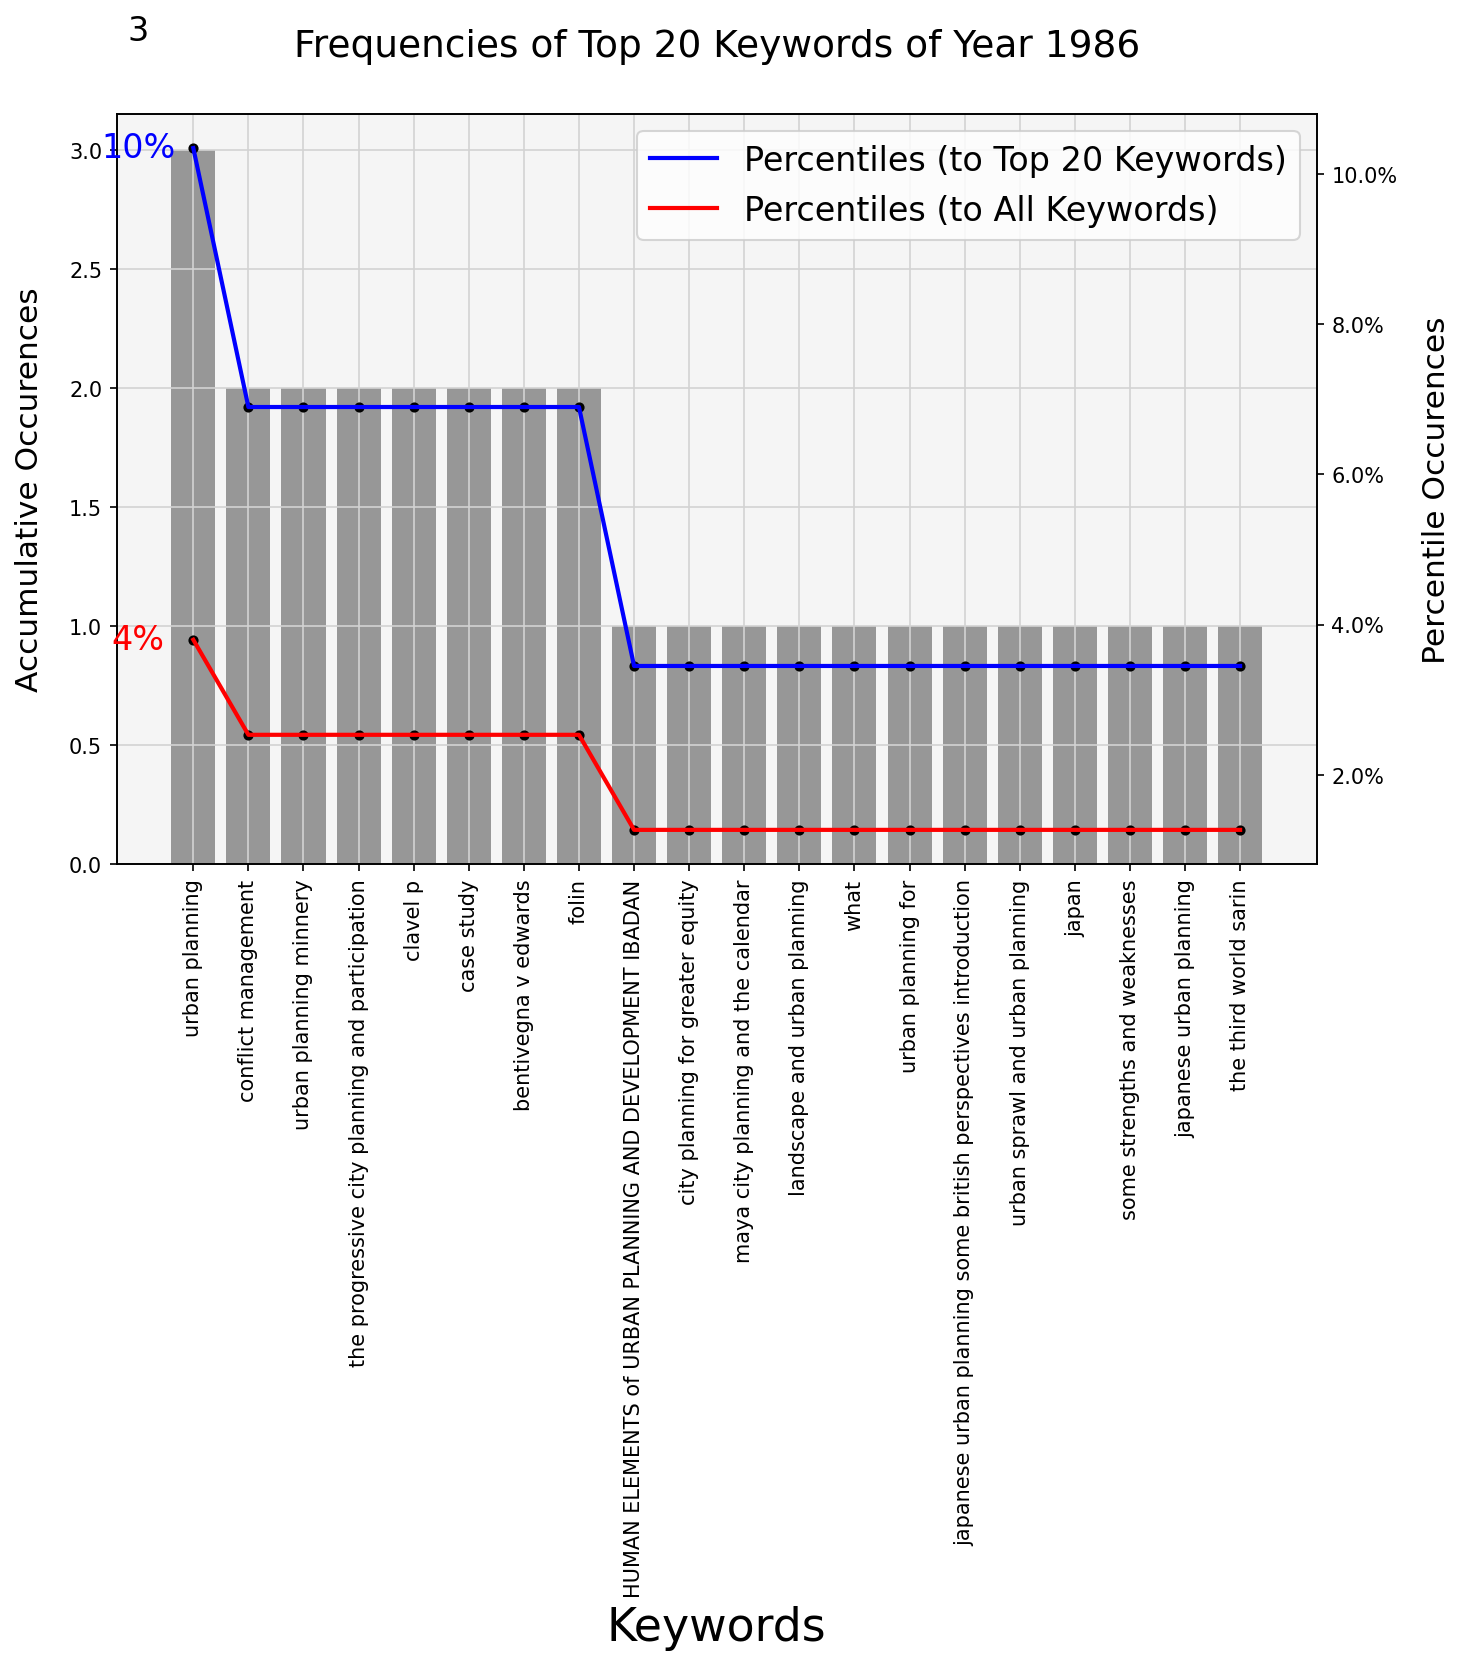 3
Frequencies of Top 20 Keywords of Year 1986
10%
4%
Percentiles (to Top 20 Keywords)
Percentiles (to All Keywords)
Accumulative Occurences
3.0
2.5
2.0
1.5
1.0
0.5
0.0
Percentile Occurences
10.0%
8.0%
6.0%
4.0%
2.0%
urban planning
conflict management
urban planning minnery
the progressive city planning and participation
clavel p
case study
bentivegna v edwards
folin
HUMAN ELEMENTS of URBAN PLANNING AND DEVELOPMENT IBADAN
city planning for greater equity
maya city planning and the calendar
landscape and urban planning
what
urban planning for
japanese urban planning some british perspectives introduction
urban sprawl and urban planning
japan
some strengths and weaknesses
japanese urban planning
the third world sarin
Keywords